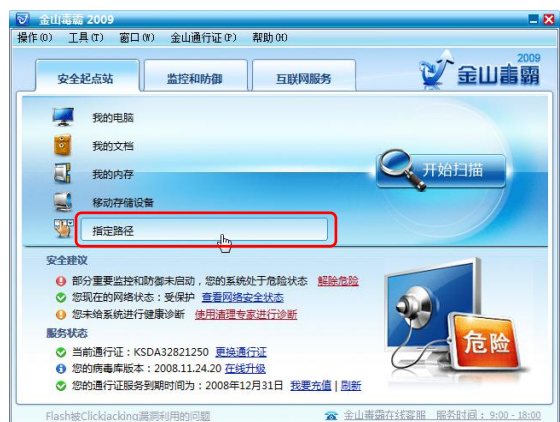 金山毒霸 2009
操作(O) 工具(T) 窗口(W) 金山通行证(P) 帮助(H)
安全起点站 监控和防御 互联网服务 金山毒霸 2009
我的电脑
我的文档
我的内存
移动存储设备
指定路径
开始扫描
安全建议
部分重要监控和防御未启动，您的系统处于危险状态 解除危险
您现在的网络状态：受保护 查看网络安全状态
您未给系统进行健康诊断 使用清理专家进行诊断
服务状态
当前通行证：KSDA32821250 更换通行证
您的病毒库版本：2008.11.24.20 在线升级
您的通行证服务到期时间为：2008年12月31日 我要充值 | 刷新
危险
Flash被Clickjacking漏洞利用的问题 金山毒霸在线客服 服务时间：9:00 - 18:00